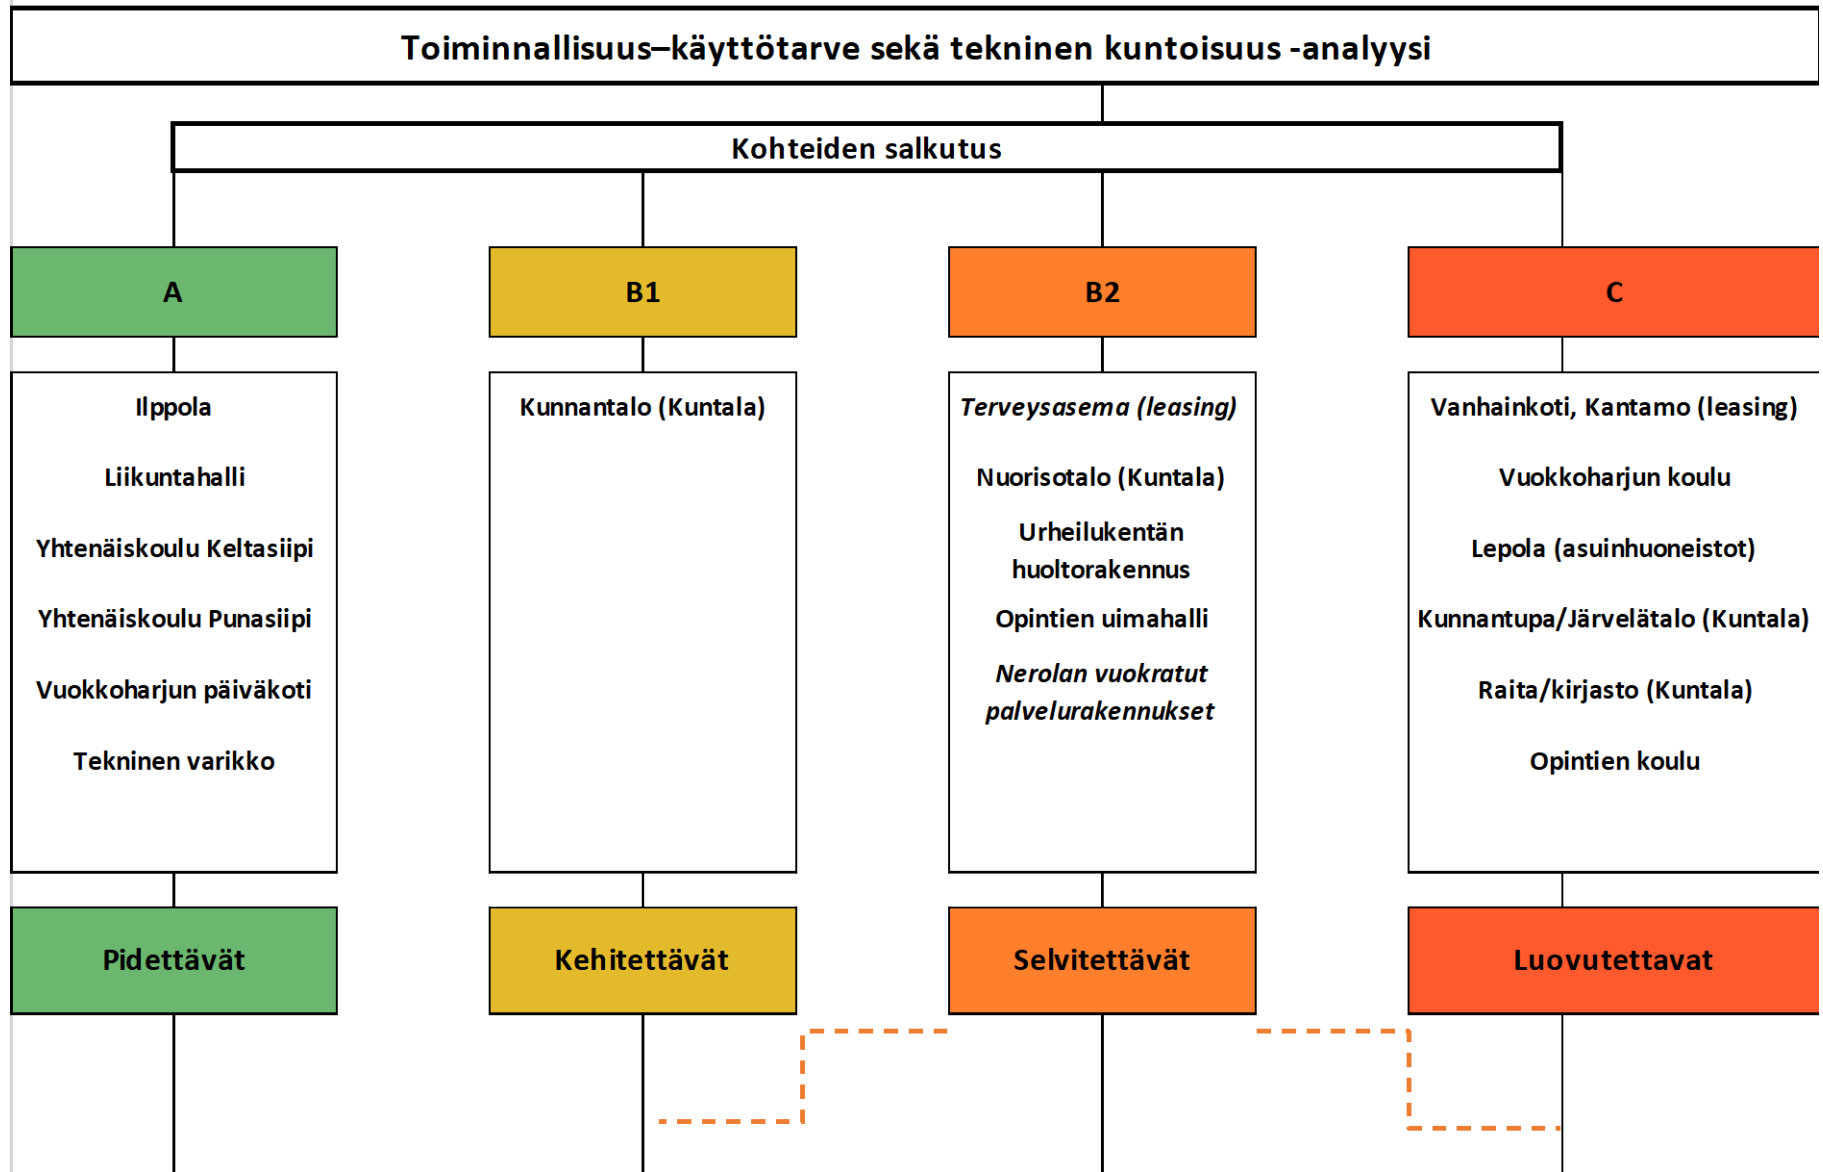 Toiminnallisuus–käyttötarve sekä tekninen kuntoisuus -analyysi
Kohteiden salkutus
A
B1
B2
C
Ilppola
Liikuntahalli
Yhtenäiskoulu Keltasiipi
Yhtenäiskoulu Punasiipi
Vuokkoharjun päiväkoti
Tekninen varikko
Kunnantalo (Kuntala)
Terveysasema (leasing)
Nuorisotalo (Kuntala)
Urheilukentän
huoltorakennus
Opintien uimahalli
Nerolan vuokratut
palvelurakennukset
Vanhainkoti, Kantamo (leasing)
Vuokkoharjun koulu
Lepola (asuinhuoneistot)
Kunnantupa/Järvelätalo (Kuntala)
Raita/kirjasto (Kuntala)
Opintien koulu
Pidettävät
Kehitettävät
Selvitettävät
Luovutettavat